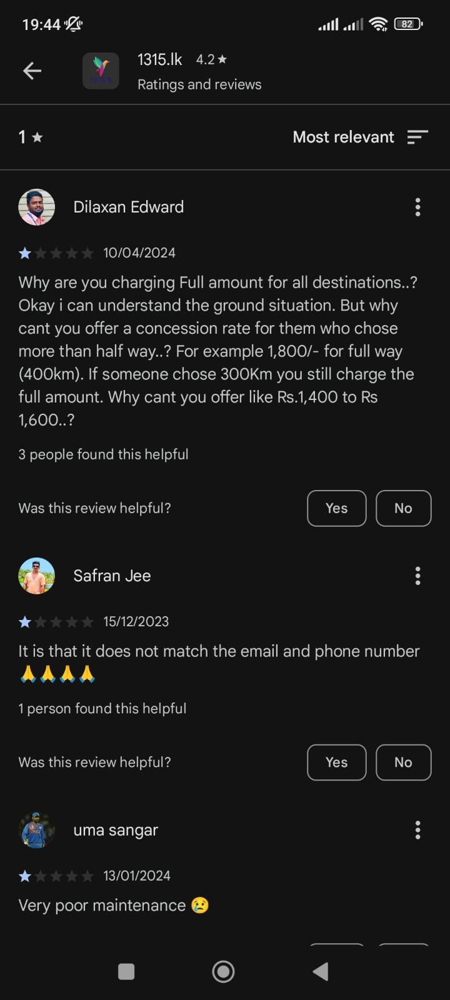 19:44
82
1315.lk 4.2★
1315.lk
Ratings and reviews
1 ★
Most relevant
Dilaxan Edward
10/04/2024
Why are you charging Full amount for all destinations..?
Okay i can understand the ground situation. But why
cant you offer a concession rate for them who chose
more than half way..? For example 1,800/- for full way
(400km). If someone chose 300Km you still charge the
full amount. Why cant you offer like Rs.1,400 to Rs
1,600..?
3 people found this helpful
Was this review helpful?
Yes
No
Safran Jee
15/12/2023
It is that it does not match the email and phone number
🙏🙏🙏🙏
1 person found this helpful
Was this review helpful?
Yes
No
uma sangar
13/01/2024
Very poor maintenance 😢